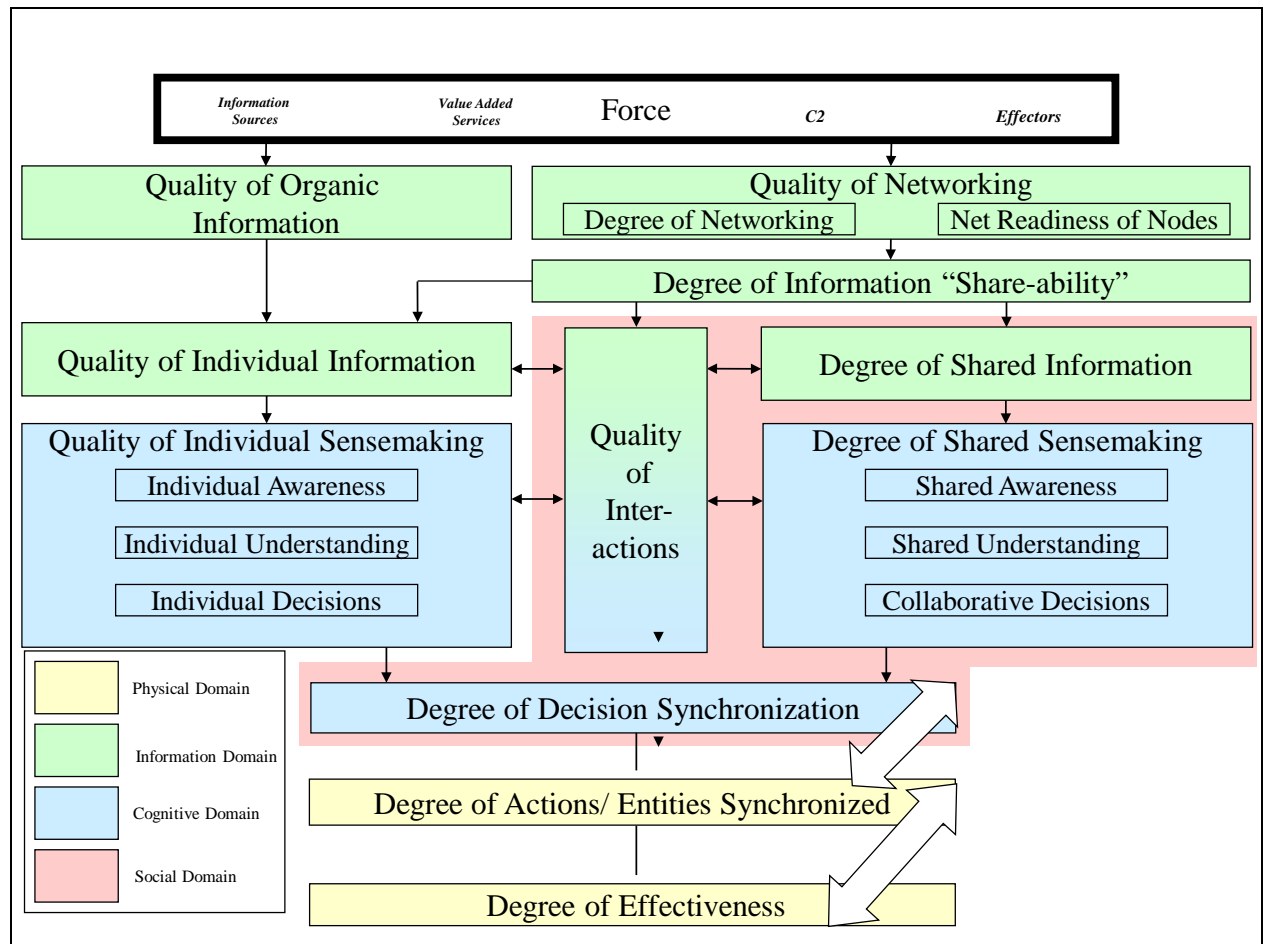 Information
Sources
Value Added
Services
Force
C2
Effectors
Quality of Organic
Information
Quality of Networking
Degree of Networking
Net Readiness of Nodes
Degree of Information “Share-ability”
Quality of Individual Information
Degree of Shared Information
Quality of Individual Sensemaking
Individual Awareness
Individual Understanding
Individual Decisions
Quality
of
Inter-
actions
Degree of Shared Sensemaking
Shared Awareness
Shared Understanding
Collaborative Decisions
Physical Domain
Information Domain
Cognitive Domain
Social Domain
Degree of Decision Synchronization
Degree of Actions/ Entities Synchronized
Degree of Effectiveness